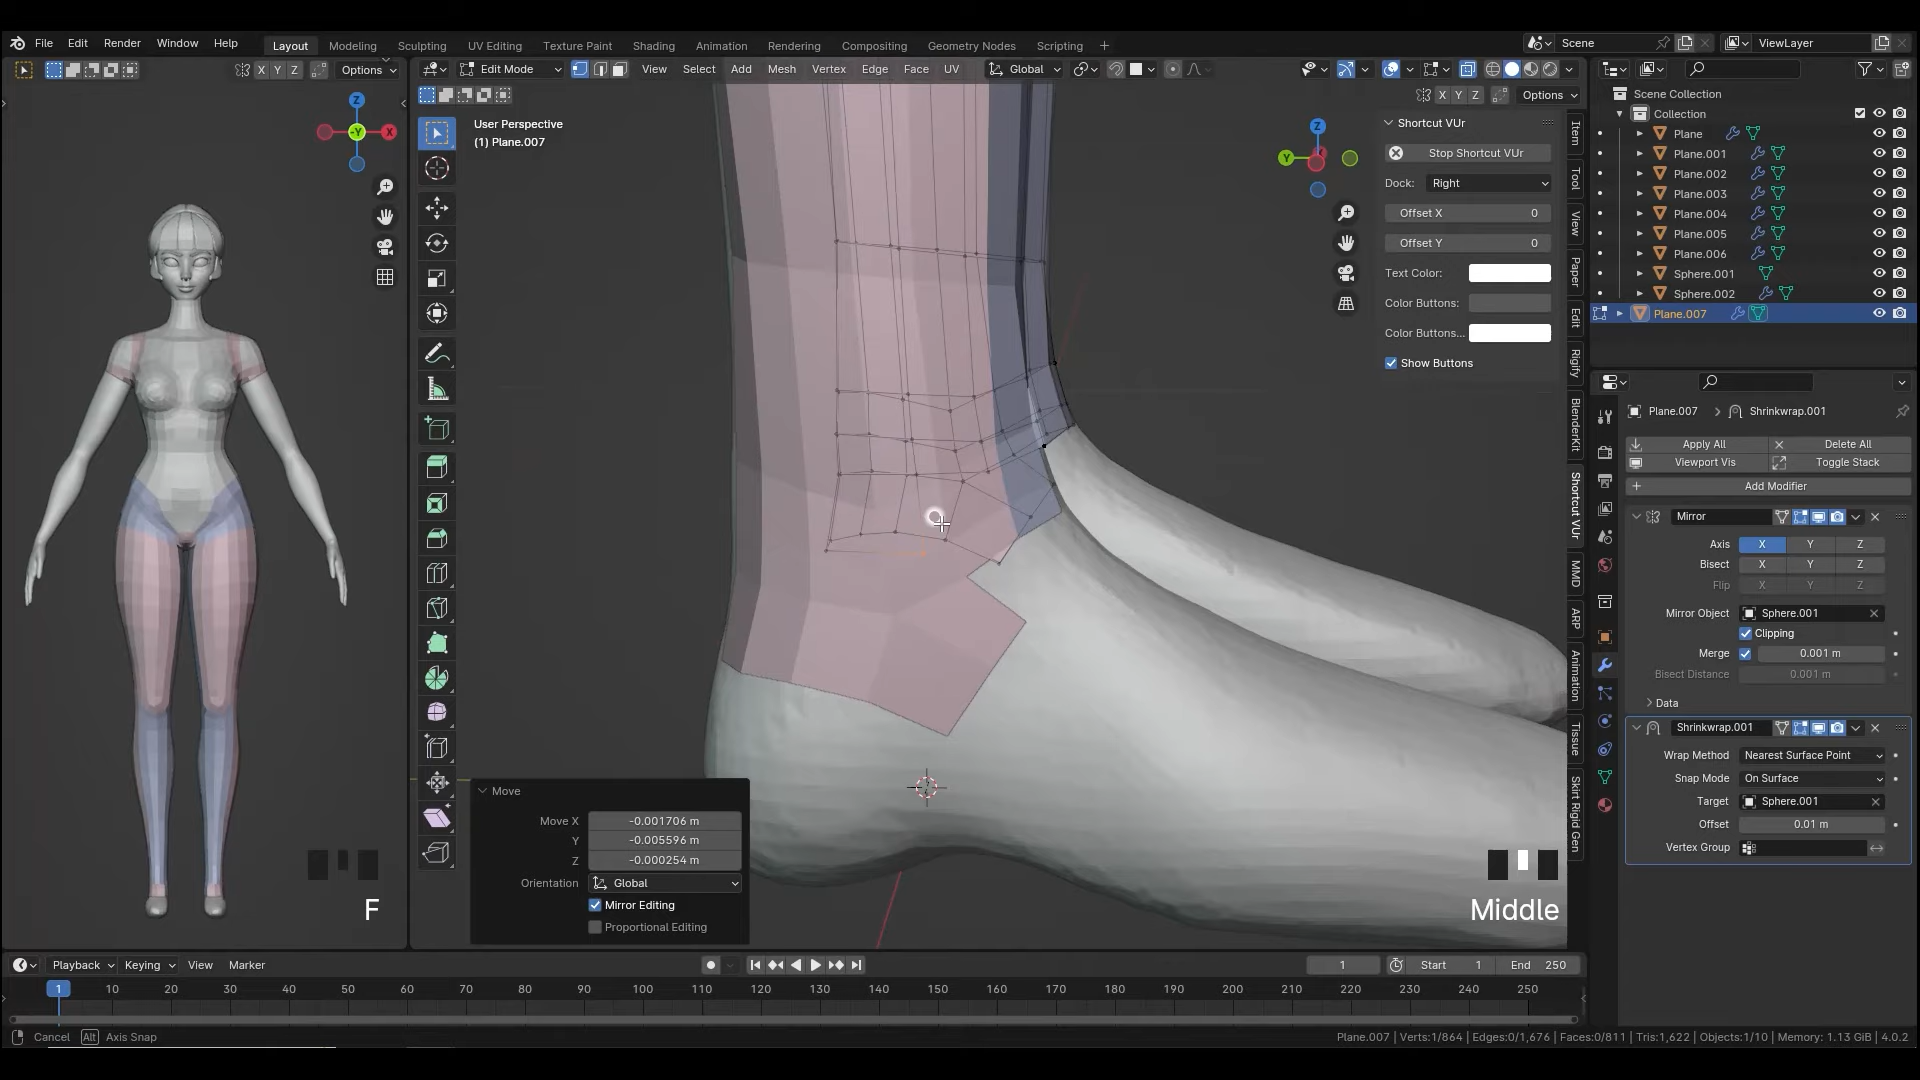 File Edit Render Window Help
Layout Modeling Sculpting UV Editing Texture Paint Shading Animation Rendering Compositing Geometry Nodes Scripting +
Scene
ViewLayer
X Y Z Options
Edit Mode View Select Add Mesh Vertex Edge Face UV Global
X Y Z Options
User Perspective
(1) Plane.007
Z
-Y
X
Z
Y
Shortcut VUr
Stop Shortcut VUr
Dock: Right
Offset X 0
Offset Y 0
Text Color:
Color Buttons:
Color Buttons...
Show Buttons
Item
Tool
View
Paper
Edit
Rigify
BlenderKit
Shortcut VUr
MMD
ARP
Animation
Tissue
Skirt Rigid Gen
Scene Collection
Collection
Plane
Plane.001
Plane.002
Plane.003
Plane.004
Plane.005
Plane.006
Sphere.001
Sphere.002
Plane.007
Plane.007 > Shrinkwrap.001
Apply All Delete All
Viewport Vis Toggle Stack
+ Add Modifier
Mirror
Axis X Y Z
Bisect X Y Z
Flip X Y Z
Mirror Object Sphere.001
Clipping
Merge 0.001 m
Bisect Distance 0.001 m
Data
Shrinkwrap.001
Wrap Method Nearest Surface Point
Snap Mode On Surface
Target Sphere.001
Offset 0.01 m
Vertex Group
Move
Move X -0.001706 m
Y -0.005596 m
Z -0.000254 m
Orientation Global
Mirror Editing
Proportional Editing
F
Middle
Playback Keying View Marker
1 Start 1 End 250
1 10 20 30 40 50 60 70 80 90 100 110 120 130 140 150 160 170 180 190 200 210 220 230 240 250
Cancel Alt Axis Snap
Plane.007 | Verts:1/864 | Edges:0/1,676 | Faces:0/811 | Tris:1,622 | Objects:1/10 | Memory: 1.13 GiB | 4.0.2